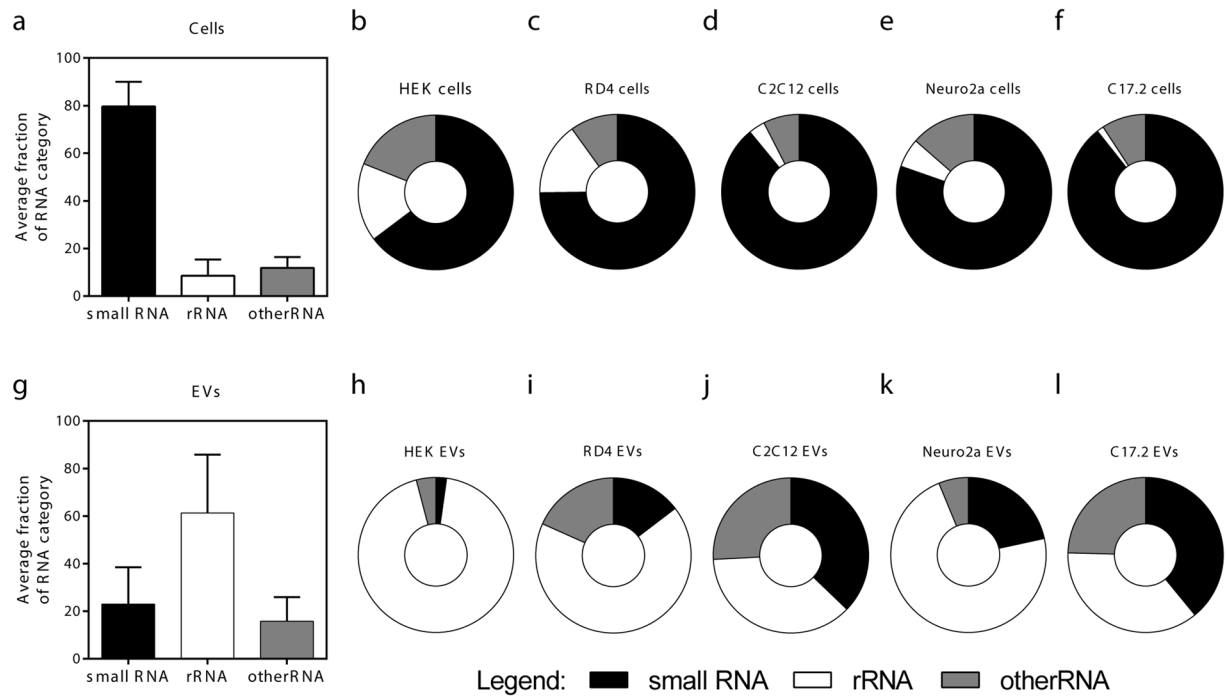 a
Cells
Average fraction
of RNA category
100
80
60
40
20
0
small RNA rRNA otherRNA
b
HEK cells
c
RD4 cells
d
C2C12 cells
e
Neuro2a cells
f
C17.2 cells
g
EVs
Average fraction
of RNA category
100
80
60
40
20
0
small RNA rRNA otherRNA
h
HEK EVs
i
RD4 EVs
j
C2C12 EVs
k
Neuro2a EVs
l
C17.2 EVs
Legend: small RNA rRNA otherRNA